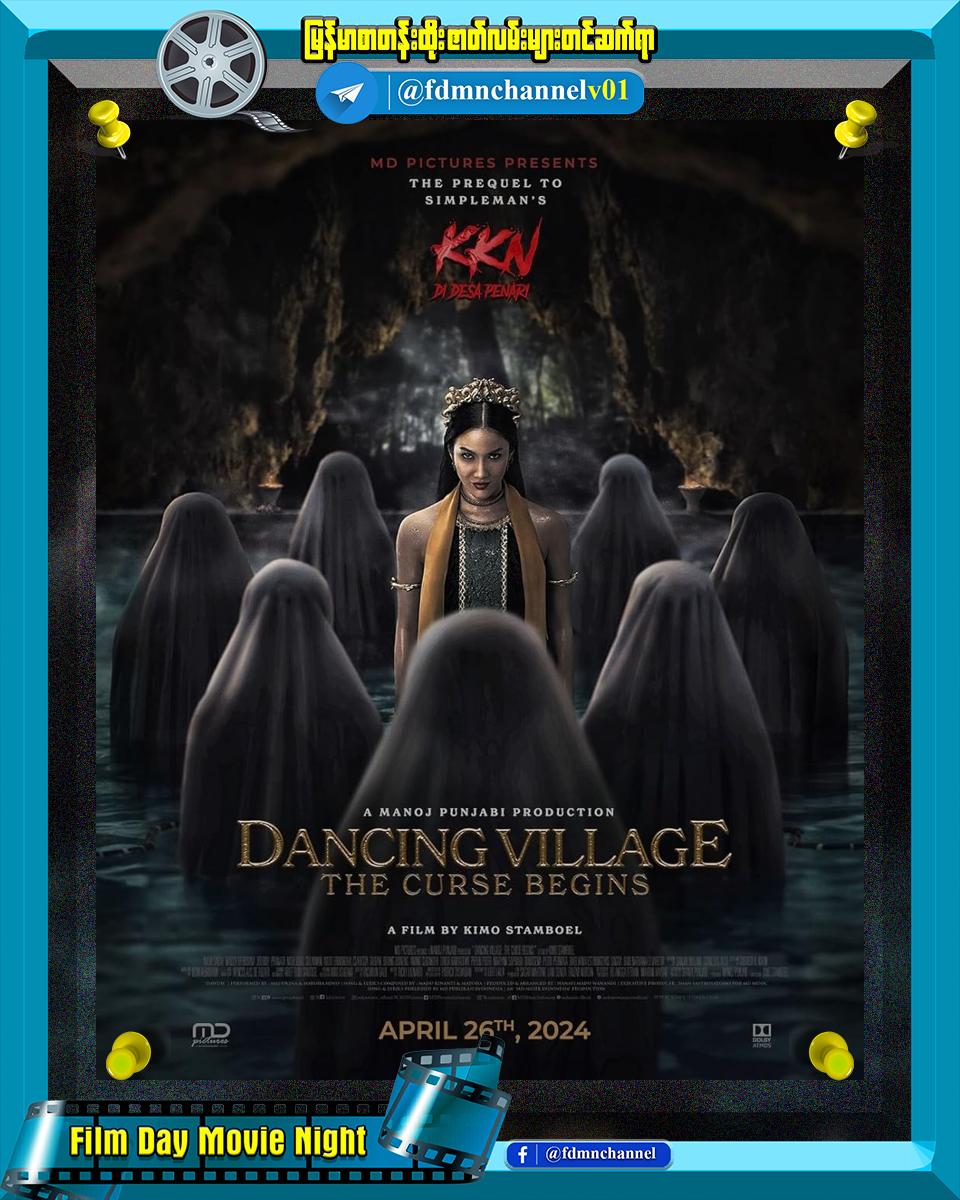 မြန်မာစာတန်းထိုးဇာတ်လမ်းများတင်ဆက်ရာ
@fdmnchannelv01
MD PICTURES PRESENTS
THE PREQUEL TO
SIMPLEMAN'S
KKN
DI DESA PENARI
A MANOJ PUNJABI PRODUCTION
DANCING VILLAGE
THE CURSE BEGINS
A FILM BY KIMO STAMBOEL
MD
pictures
APRIL 26TH, 2024
DOLBY
ATMOS
Film Day Movie Night
f @fdmnchannel